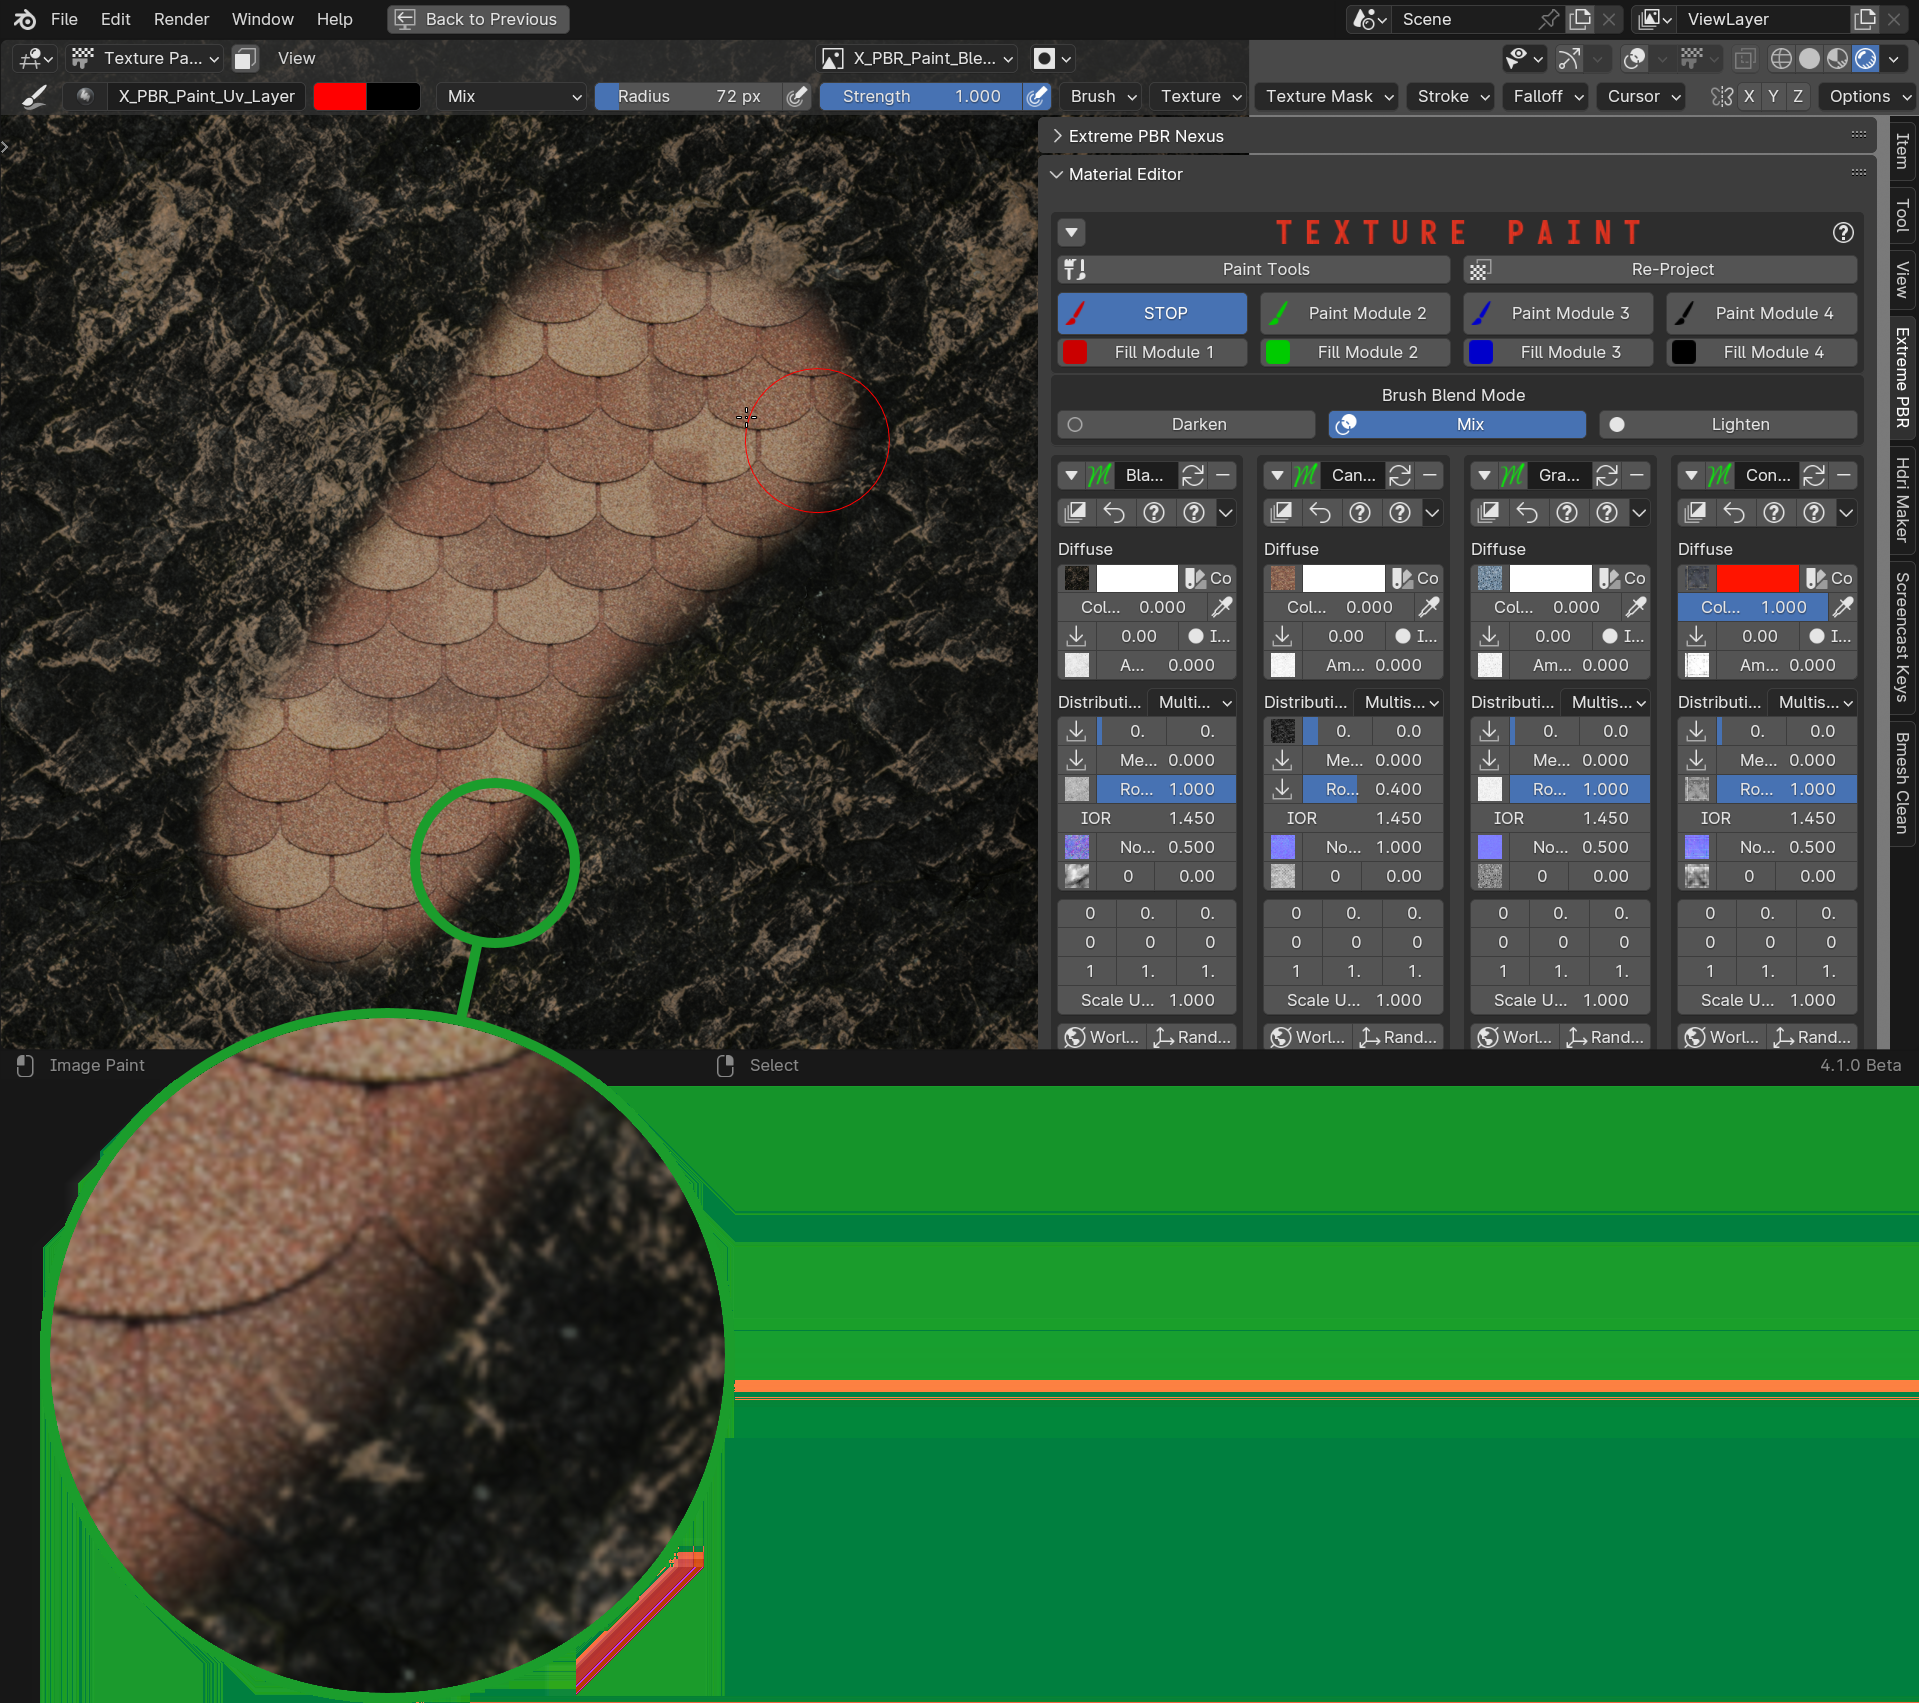 File Edit Render Window Help Back to Previous Scene ViewLayer
Texture Pa... View X_PBR_Paint_Ble...
X_PBR_Paint_Uv_Layer Mix Radius 72 px Strength 1.000 Brush Texture Texture Mask Stroke Falloff Cursor X Y Z Options
Extreme PBR Nexus
Material Editor
TEXTURE PAINT
Paint Tools Re-Project
STOP Paint Module 2 Paint Module 3 Paint Module 4
Fill Module 1 Fill Module 2 Fill Module 3 Fill Module 4
Brush Blend Mode
Darken Mix Lighten
Bla... Can... Gra... Con...
Diffuse Diffuse Diffuse Diffuse
Co Co Co Co
Col... 0.000 Col... 0.000 Col... 0.000 Col... 1.000
0.00 I... 0.00 I... 0.00 I... 0.00 I...
A... 0.000 Am... 0.000 Am... 0.000 Am... 0.000
Distributi... Multi... Distributi... Multis... Distributi... Multis... Distributi... Multis...
0. 0. 0. 0.0 0. 0.0 0. 0.0
Me... 0.000 Me... 0.000 Me... 0.000 Me... 0.000
Ro... 1.000 Ro... 0.400 Ro... 1.000 Ro... 1.000
IOR 1.450 IOR 1.450 IOR 1.450 IOR 1.450
No... 0.500 No... 1.000 No... 0.500 No... 0.500
0 0.00 0 0.00 0 0.00 0 0.00
0 0. 0. 0 0. 0. 0 0. 0. 0 0. 0.
0 0 0 0 0 0 0 0 0 0 0 0
1 1. 1. 1 1. 1. 1 1. 1. 1 1. 1.
Scale U... 1.000 Scale U... 1.000 Scale U... 1.000 Scale U... 1.000
Worl... Rand... Worl... Rand... Worl... Rand... Worl... Rand...
Item
Tool
View
Extreme PBR
Hdri Maker
Screencast Keys
Bmesh Clean
Image Paint Select 4.1.0 Beta